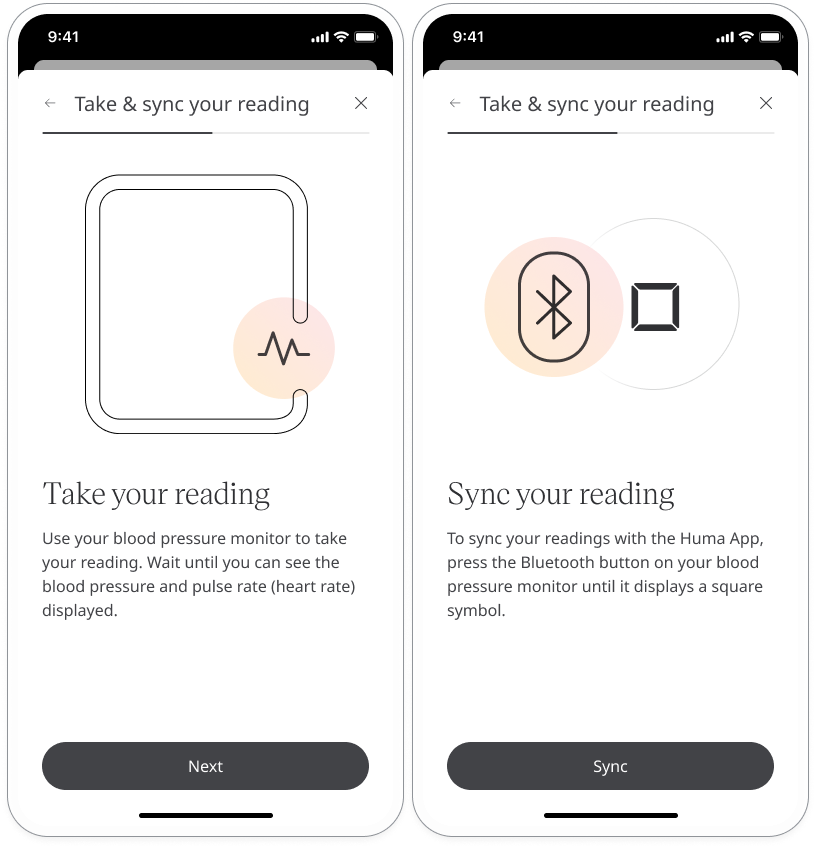 9:41
Take & sync your reading
Take your reading
Use your blood pressure monitor to take
your reading. Wait until you can see the
blood pressure and pulse rate (heart rate)
displayed.
Next
9:41
Take & sync your reading
Sync your reading
To sync your readings with the Huma App,
press the Bluetooth button on your blood
pressure monitor until it displays a square
symbol.
Sync